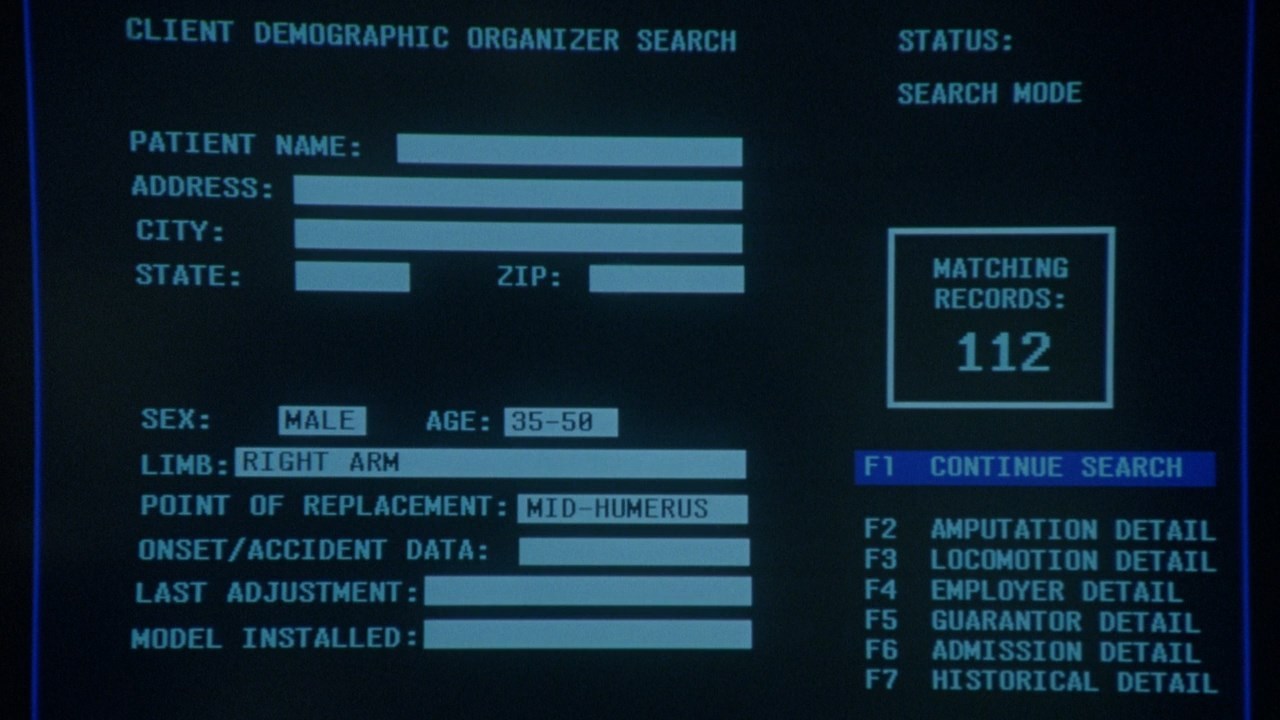 CLIENT DEMOGRAPHIC ORGANIZER SEARCH
STATUS:
SEARCH MODE
PATIENT NAME:
ADDRESS:
CITY:
STATE: ZIP:
MATCHING
RECORDS:
112
SEX: MALE AGE: 35-50
LIMB: RIGHT ARM
POINT OF REPLACEMENT: MID-HUMERUS
ONSET/ACCIDENT DATA:
LAST ADJUSTMENT:
MODEL INSTALLED:
F1 CONTINUE SEARCH
F2 AMPUTATION DETAIL
F3 LOCOMOTION DETAIL
F4 EMPLOYER DETAIL
F5 GUARANTOR DETAIL
F6 ADMISSION DETAIL
F7 HISTORICAL DETAIL